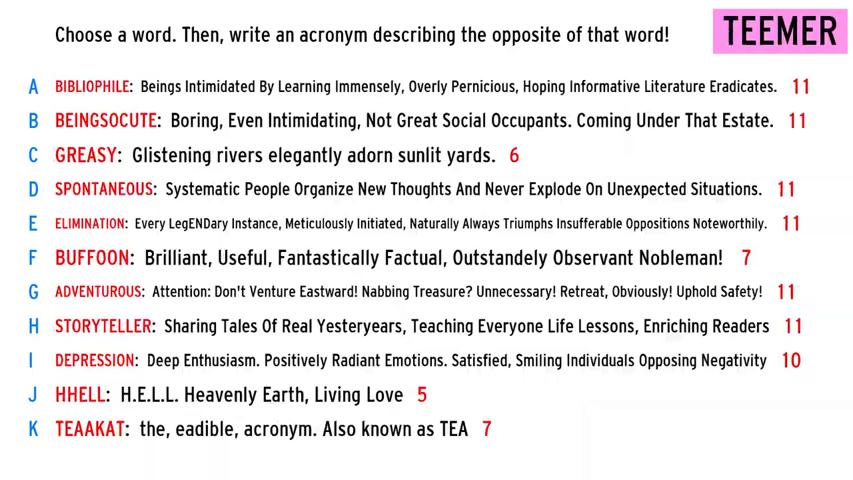 Choose a word. Then, write an acronym describing the opposite of that word!
TEEMER
A BIBLIOPHILE: Beings Intimidated By Learning Immensely, Overly Pernicious, Hoping Informative Literature Eradicates. 11
B BEINGSOCUTE: Boring, Even Intimidating, Not Great Social Occupants. Coming Under That Estate. 11
C GREASY: Glistening rivers elegantly adorn sunlit yards. 6
D SPONTANEOUS: Systematic People Organize New Thoughts And Never Explode On Unexpected Situations. 11
E ELIMINATION: Every LegENDary Instance, Meticulously Initiated, Naturally Always Triumphs Insufferable Oppositions Noteworthily. 11
F BUFFOON: Brilliant, Useful, Fantastically Factual, Outstandely Observant Nobleman! 7
G ADVENTUROUS: Attention: Don't Venture Eastward! Nabbing Treasure? Unnecessary! Retreat, Obviously! Uphold Safety! 11
H STORYTELLER: Sharing Tales Of Real Yesteryears, Teaching Everyone Life Lessons, Enriching Readers 11
I DEPRESSION: Deep Enthusiasm. Positively Radiant Emotions. Satisfied, Smiling Individuals Opposing Negativity 10
J HHELL: H.E.L.L. Heavenly Earth, Living Love 5
K TEAAKAT: the, eadible, acronym. Also known as TEA 7